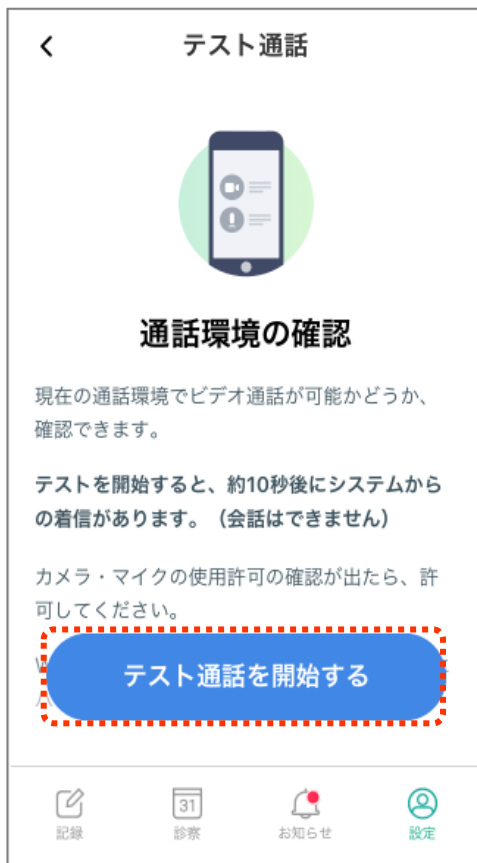 テスト通話
通話環境の確認
現在の通話環境でビデオ通話が可能かどうか、
確認できます。
テストを開始すると、約10秒後にシステムから
の着信があります。（会話はできません）
カメラ・マイクの使用許可の確認が出たら、許
可してください。
テスト通話を開始する
31
記録
診察
お知らせ
設定